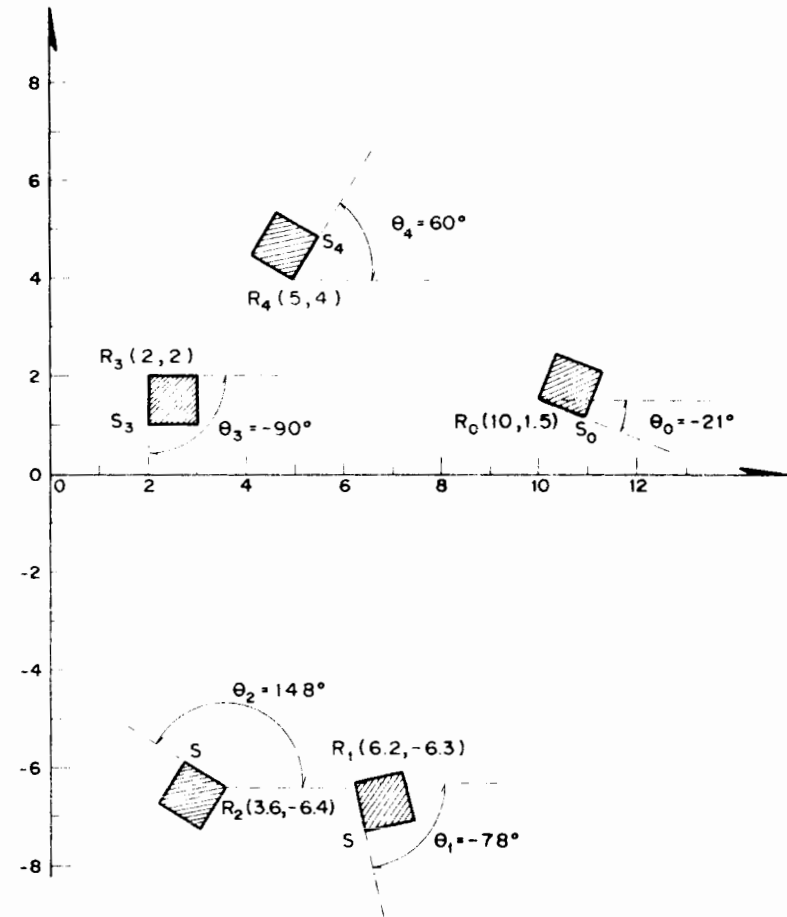 8
6
θ₄ = 60°
S₄
4
R₄ (5, 4)
R₃ (2, 2)
2
S₃
θ₃ = -90°
R₀ (10, 1.5)
S₀
θ₀ = -21°
0
0 2 4 6 8 10 12
-2
-4
θ₂ = 148°
S
R₁ (6.2, -6.3)
-6
R₂ (3.6, -6.4)
S
θ₁ = -78°
-8